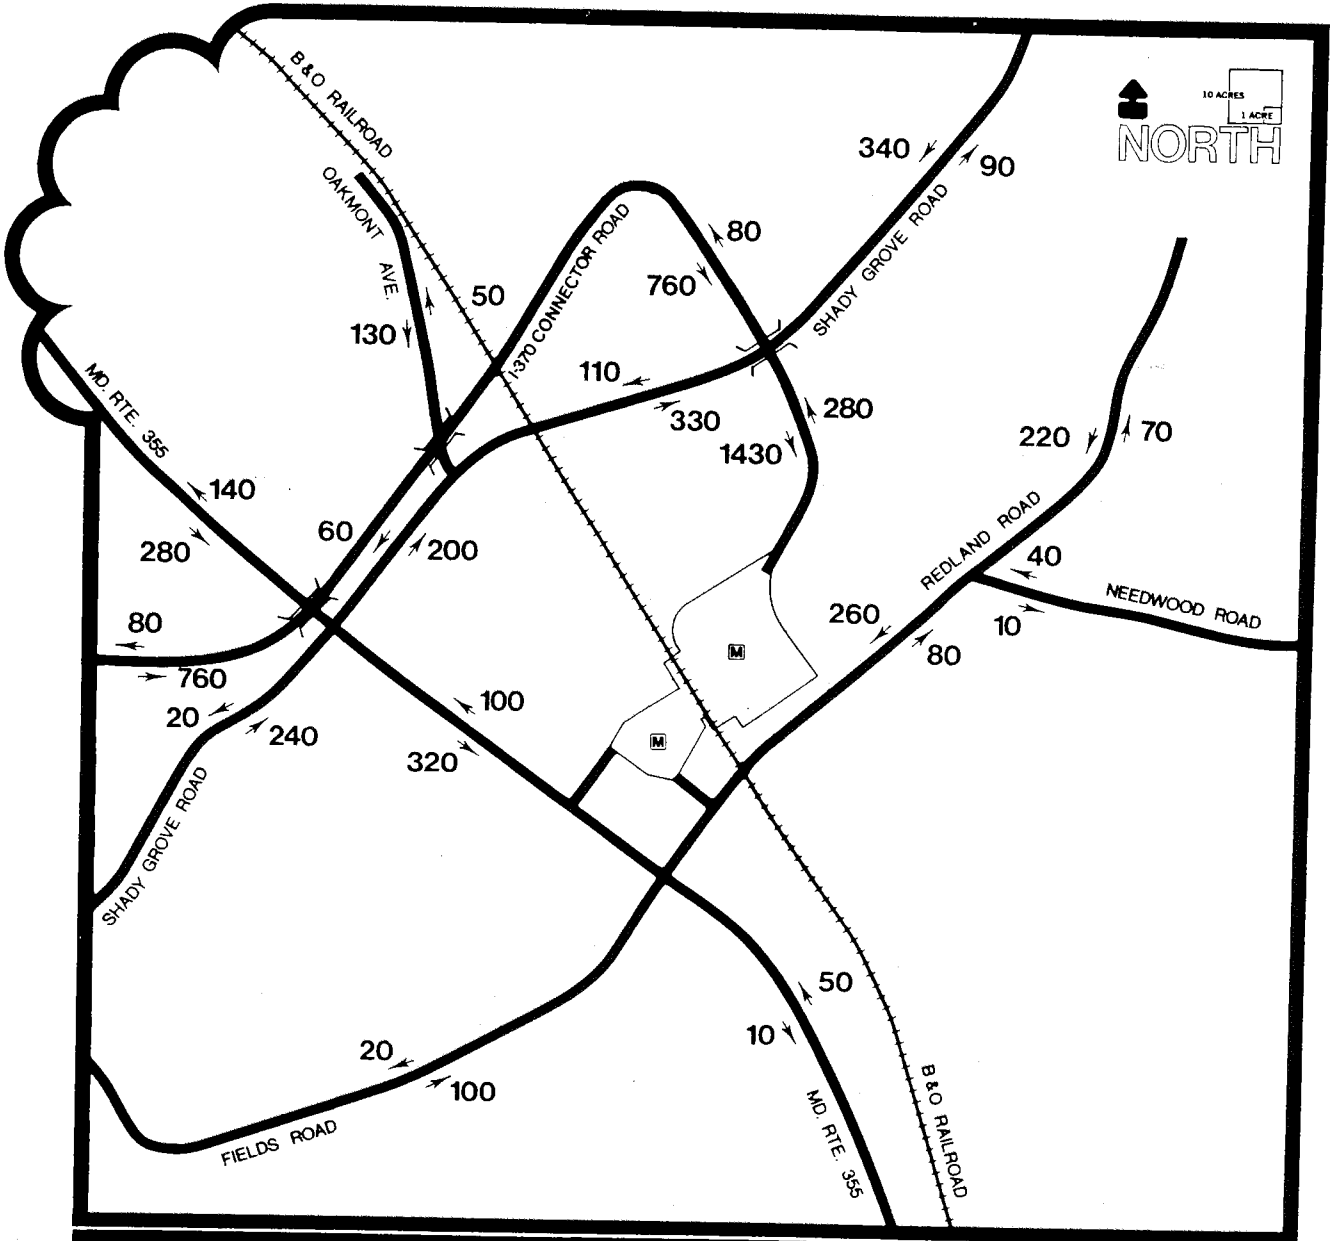 B & O RAILROAD
10 ACRES
1 ACRE
NORTH
340
90
OAKMONT AVE.
I-370 CONNECTOR ROAD
SHADY GROVE ROAD
80
760
50
130
110
330
280
1430
MD. RTE. 355
140
280
60
200
220
70
REDLAND ROAD
40
NEEDWOOD ROAD
10
260
80
80
760
20
240
M
M
100
320
SHADY GROVE ROAD
50
10
20
100
FIELDS ROAD
MD. RTE. 355
B & O RAILROAD